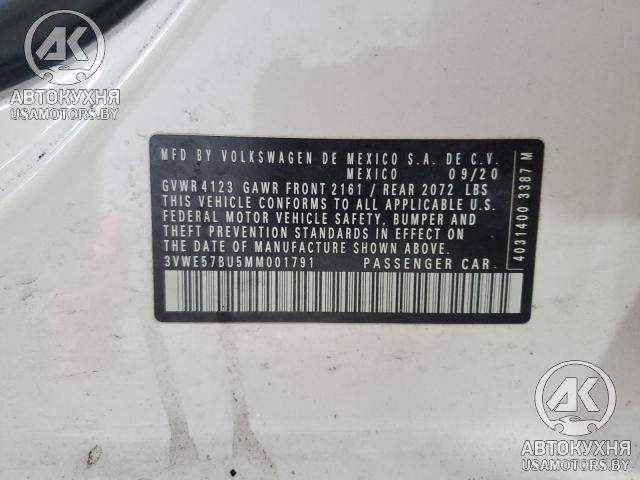 AK
АВТОКУХНЯ
USAMOTORS.BY
MFD BY VOLKSWAGEN DE MEXICO S.A. DE C.V.
MEXICO 09/20
GVWR 4123 GAWR FRONT 2161 / REAR 2072 LBS
THIS VEHICLE CONFORMS TO ALL APPLICABLE U.S.
FEDERAL MOTOR VEHICLE SAFETY, BUMPER AND
THEFT PREVENTION STANDARDS IN EFFECT ON
THE DATE OF MANUFACTURE SHOWN ABOVE.
3VWE57BU5MM001791 PASSENGER CAR
4031400 3387 M
AK
АВТОКУХНЯ
USAMOTORS.BY